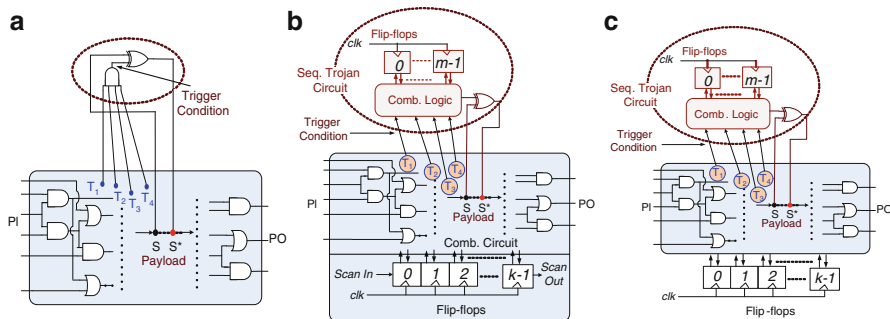 a
Trigger
Condition
T1
T2
T3
T4
PI
PO
S S*
Payload
b
clk
Flip-flops
0
m-1
Seq. Trojan
Circuit
Comb. Logic
Trigger
Condition
T1
T2
T3
T4
PI
PO
S S*
Payload
Comb. Circuit
Scan In
0 1 2 k-1
Scan
Out
clk
Flip-flops
c
Flip-flops
clk
0
m-1
Seq. Trojan
Circuit
Comb. Logic
Trigger
Condition
T1
T2
T3
T4
PI
PO
S S*
Payload
0 1 2 k-1
clk
Flip-flops